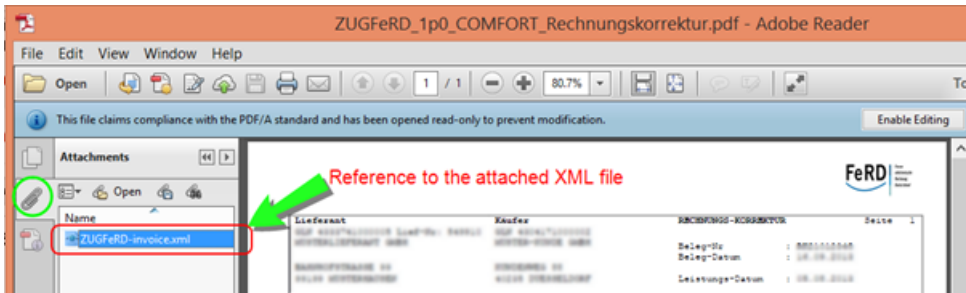 ZUGFeRD_1p0_COMFORT_Rechnungskorrektur.pdf - Adobe Reader
File Edit View Window Help
Open 1 / 1 80.7% To
This file claims compliance with the PDF/A standard and has been opened read-only to prevent modification. Enable Editing
Attachments
Open
Name
ZUGFeRD-invoice.xml
Reference to the attached XML file
FeRD
Lieferant Käufer RECHNUNGS-KORREKTUR Seite 1
Beleg-Nr :
Beleg-Datum :
Leistungs-Datum :